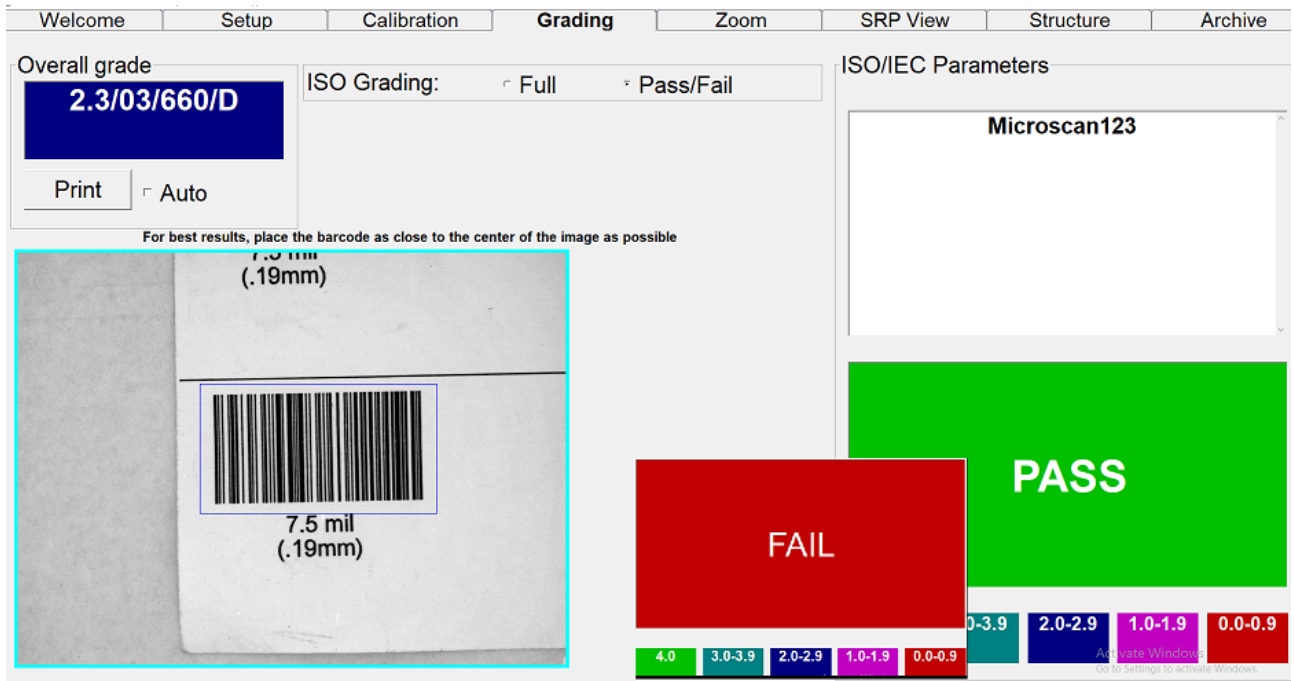 Welcome
Setup
Calibration
Grading
Zoom
SRP View
Structure
Archive
Overall grade
2.3/03/660/D
Print
Auto
ISO Grading:
Full
Pass/Fail
ISO/IEC Parameters
Microscan123
For best results, place the barcode as close to the center of the image as possible
7.5 mil
(.19mm)
7.5 mil
(.19mm)
PASS
FAIL
0-3.9
2.0-2.9
1.0-1.9
0.0-0.9
4.0
3.0-3.9
2.0-2.9
1.0-1.9
0.0-0.9
Activate Windows
Go to Settings to activate Windows.